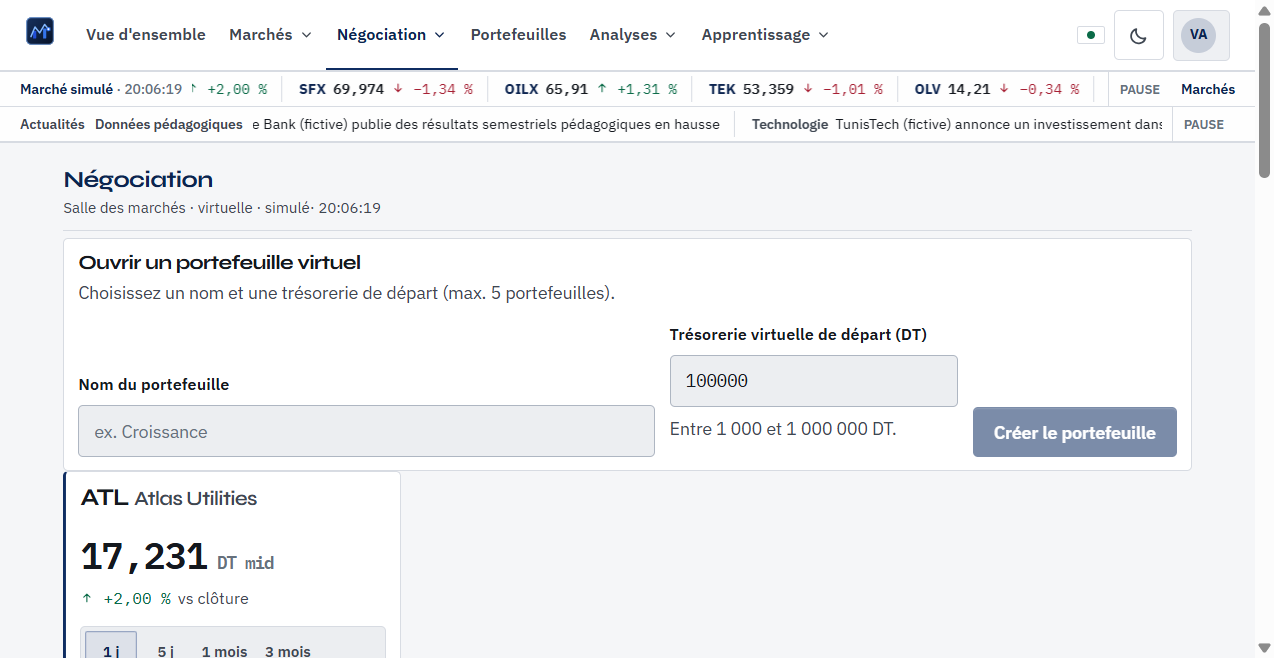 Vue d'ensemble Marchés Négociation Portefeuilles Analyses Apprentissage VA
Marché simulé · 20:06:19 ↑ +2,00 % SFX 69,974 ↓ −1,34 % OILX 65,91 ↑ +1,31 % TEK 53,359 ↓ −1,01 % OLV 14,21 ↓ −0,34 % PAUSE Marchés
Actualités Données pédagogiques e Bank (fictive) publie des résultats semestriels pédagogiques en hausse Technologie TunisTech (fictive) annonce un investissement dans PAUSE
Négociation
Salle des marchés · virtuelle · simulé· 20:06:19
Ouvrir un portefeuille virtuel
Choisissez un nom et une trésorerie de départ (max. 5 portefeuilles).
Trésorerie virtuelle de départ (DT)
100000
Nom du portefeuille
ex. Croissance
Entre 1 000 et 1 000 000 DT.
Créer le portefeuille
ATL Atlas Utilities
17,231 DT mid
↑ +2,00 % vs clôture
1 j 5 j 1 mois 3 mois